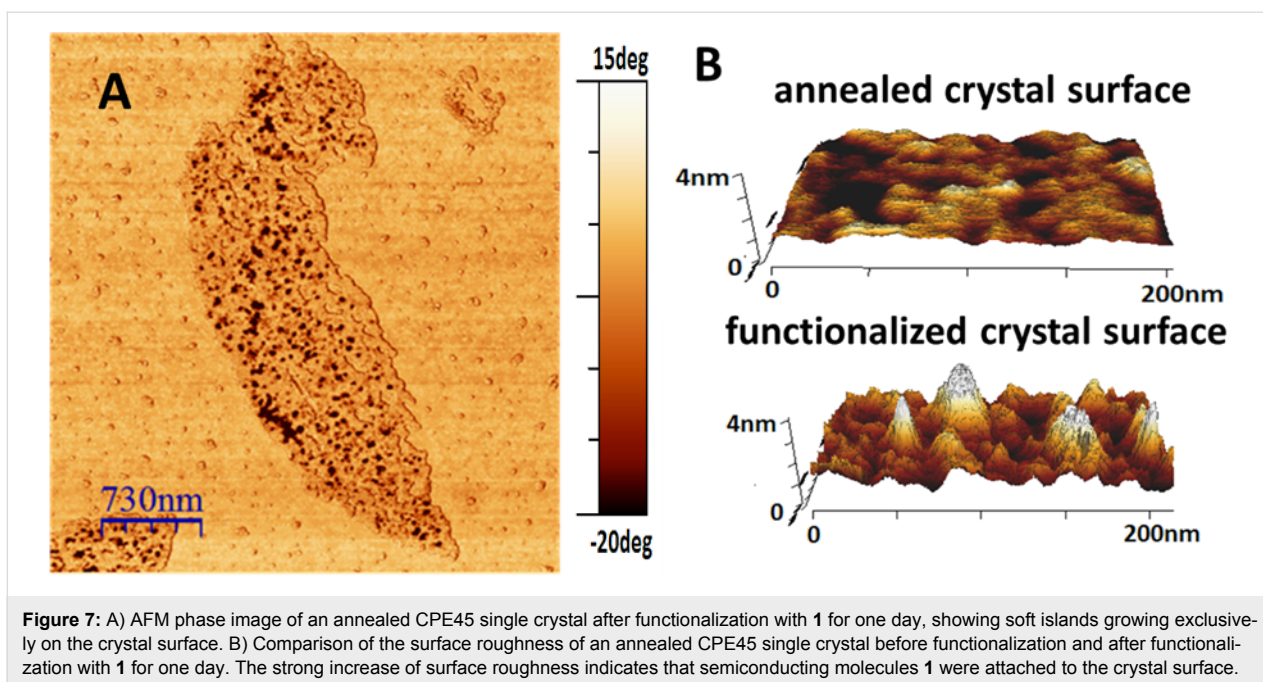 A
730nm
15deg
-20deg
B
annealed crystal surface
4nm
0
0
200nm
functionalized crystal surface
4nm
0
0
200nm
Figure 7: A) AFM phase image of an annealed CPE45 single crystal after functionalization with 1 for one day, showing soft islands growing exclusive-
ly on the crystal surface. B) Comparison of the surface roughness of an annealed CPE45 single crystal before functionalization and after functionali-
zation with 1 for one day. The strong increase of surface roughness indicates that semiconducting molecules 1 were attached to the crystal surface.